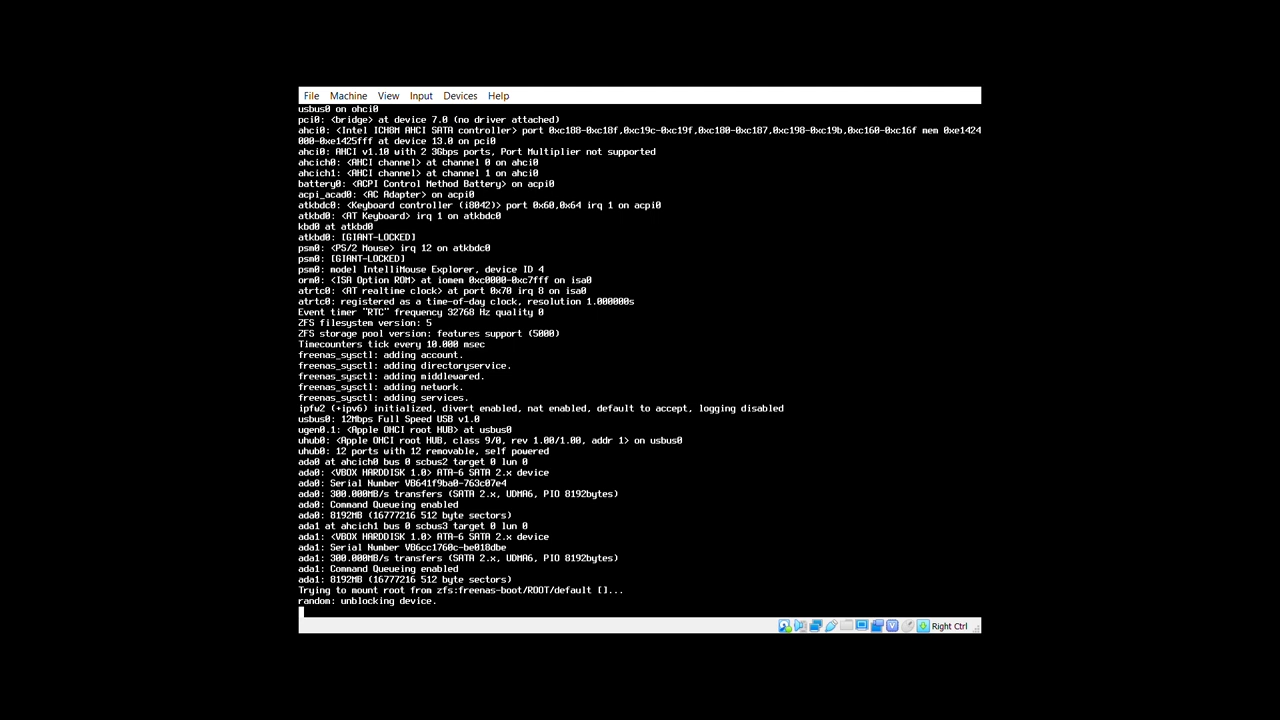 File Machine View Input Devices Help
usbus0 on ohci0
pci0: <bridge> at device 7.0 (no driver attached)
ahci0: <Intel ICH8M AHCI SATA controller> port 0xc188-0xc18f,0xc19c-0xc19f,0xc180-0xc187,0xc198-0xc19b,0xc160-0xc16f mem 0xe1424
000-0xe1425fff at device 13.0 on pci0
ahci0: AHCI v1.10 with 2 3Gbps ports, Port Multiplier not supported
ahcich0: <AHCI channel> at channel 0 on ahci0
ahcich1: <AHCI channel> at channel 1 on ahci0
battery0: <ACPI Control Method Battery> on acpi0
acpi_acad0: <AC Adapter> on acpi0
atkbdc0: <Keyboard controller (i8042)> port 0x60,0x64 irq 1 on acpi0
atkbd0: <AT Keyboard> irq 1 on atkbdc0
kbd0 at atkbd0
atkbd0: [GIANT-LOCKED]
psm0: <PS/2 Mouse> irq 12 on atkbdc0
psm0: [GIANT-LOCKED]
psm0: model IntelliMouse Explorer, device ID 4
orm0: <ISA Option ROM> at iomem 0xc0000-0xc7fff on isa0
atrtc0: <AT realtime clock> at port 0x70 irq 8 on isa0
atrtc0: registered as a time-of-day clock, resolution 1.000000s
Event timer "RTC" frequency 32768 Hz quality 0
ZFS filesystem version: 5
ZFS storage pool version: features support (5000)
Timecounters tick every 10.000 msec
freenas_sysctl: adding account.
freenas_sysctl: adding directoryservice.
freenas_sysctl: adding middlewared.
freenas_sysctl: adding network.
freenas_sysctl: adding services.
ipfw2 (+ipv6) initialized, divert enabled, nat enabled, default to accept, logging disabled
usbus0: 12Mbps Full Speed USB v1.0
ugen0.1: <Apple OHCI root HUB> at usbus0
uhub0: <Apple OHCI root HUB, class 9/0, rev 1.00/1.00, addr 1> on usbus0
uhub0: 12 ports with 12 removable, self powered
ada0 at ahcich0 bus 0 scbus2 target 0 lun 0
ada0: <VBOX HARDDISK 1.0> ATA-6 SATA 2.x device
ada0: Serial Number VB641f9ba0-763c07e4
ada0: 300.000MB/s transfers (SATA 2.x, UDMA6, PIO 8192bytes)
ada0: Command Queueing enabled
ada0: 8192MB (16777216 512 byte sectors)
ada1 at ahcich1 bus 0 scbus3 target 0 lun 0
ada1: <VBOX HARDDISK 1.0> ATA-6 SATA 2.x device
ada1: Serial Number VB6cc1760c-be018dbe
ada1: 300.000MB/s transfers (SATA 2.x, UDMA6, PIO 8192bytes)
ada1: Command Queueing enabled
ada1: 8192MB (16777216 512 byte sectors)
Trying to mount root from zfs:freenas-boot/ROOT/default []...
random: unblocking device.
Right Ctrl